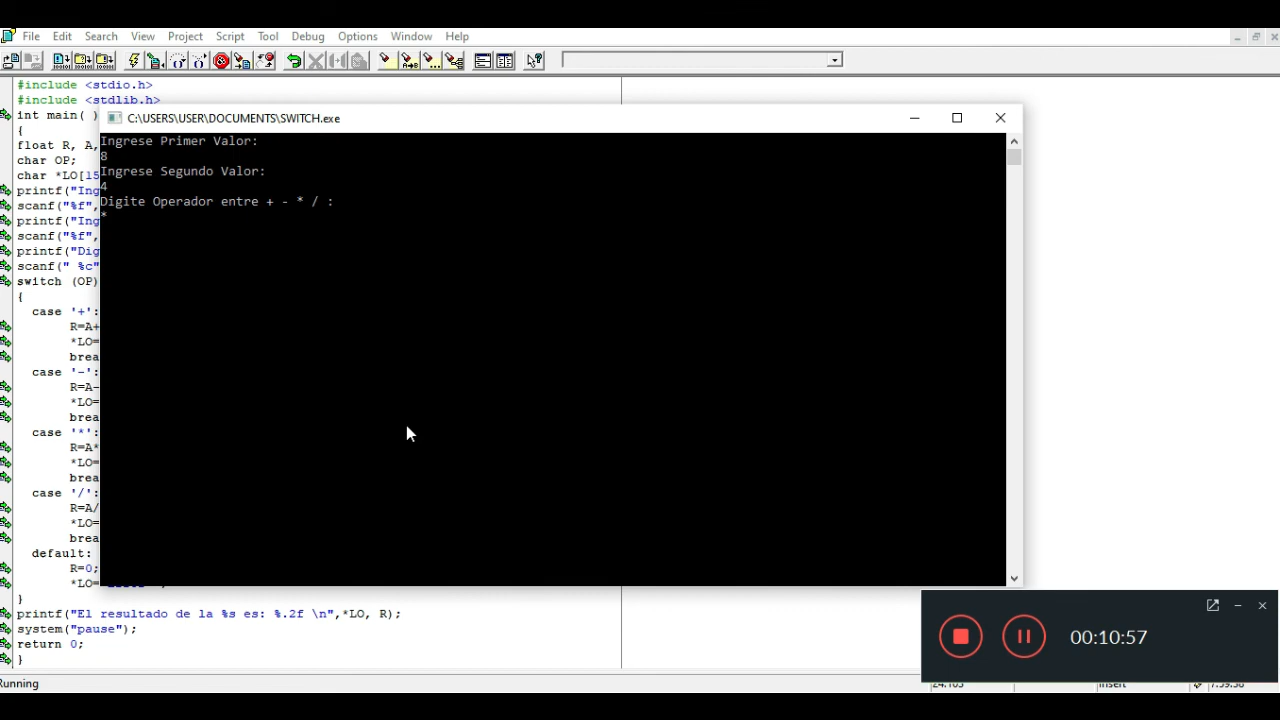 File Edit Search View Project Script Tool Debug Options Window Help
#include <stdio.h>
#include <stdlib.h>
int main( )
{
float R, A,
char OP;
char *LO[15
printf("Ing
scanf("%f",
printf("Ing
scanf("%f",
printf("Dig
scanf(" %c"
switch (OP)
{
case '+':
R=A+
*LO=
brea
case '-':
R=A-
*LO=
brea
case '*':
R=A*
*LO=
brea
case '/':
R=A/
*LO=
brea
default:
R=0;
*LO=
}
printf("El resultado de la %s es: %.2f \n",*LO, R);
system("pause");
return 0;
}
C:\USERS\USER\DOCUMENTS\SWITCH.exe
Ingrese Primer Valor:
8
Ingrese Segundo Valor:
4
Digite Operador entre + - * / :
*
00:10:57
Running